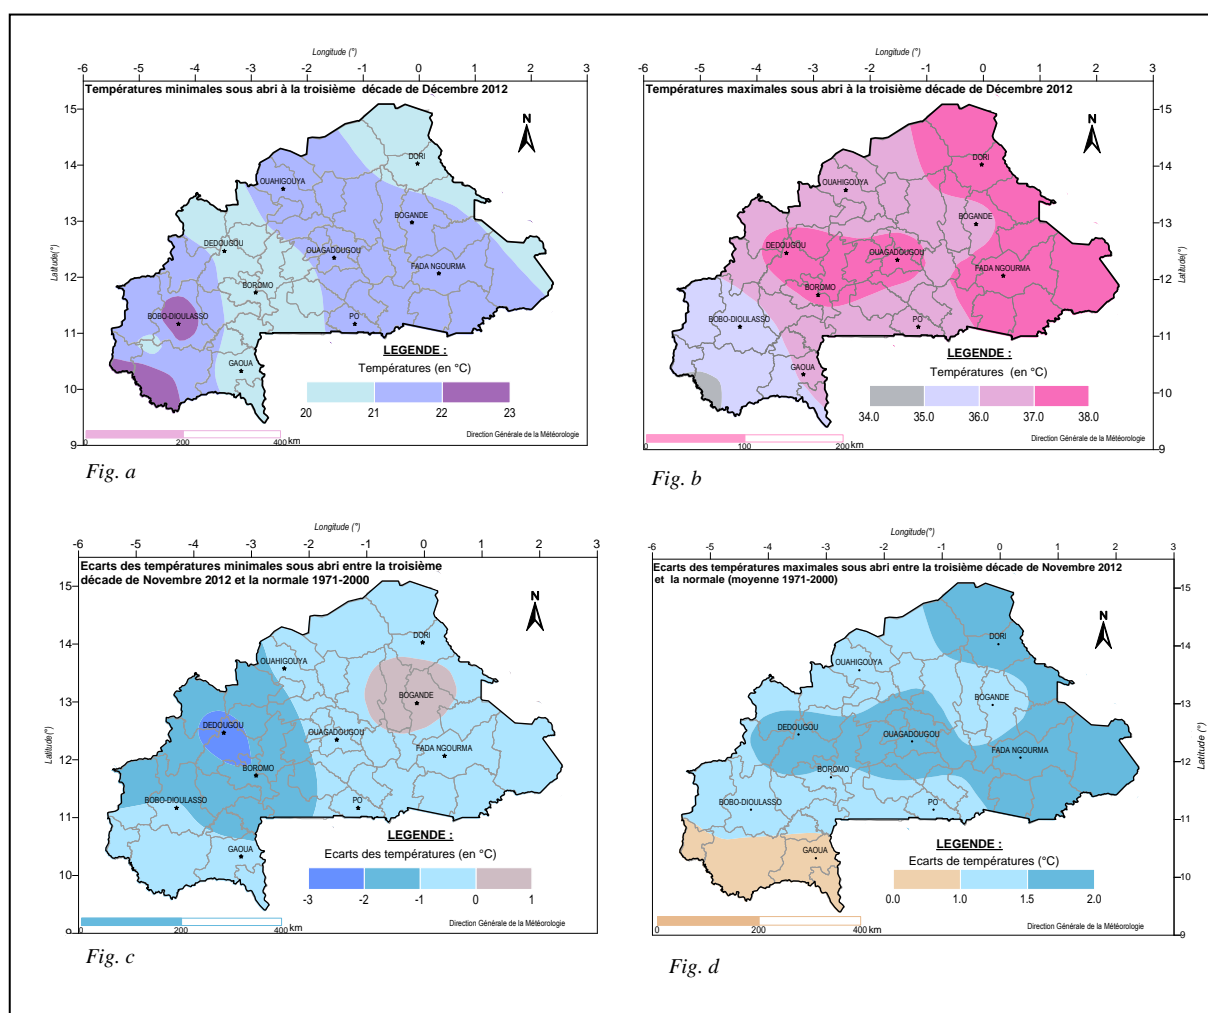 Longitude (°)
-6 -5 -4 -3 -2 -1 0 1 2 3
Températures minimales sous abri à la troisième décade de Décembre 2012
15
14
13
12
11
10
9
Latitude(°)
N
DORI
OUAHIGOUYA
BOGANDE
DEDOUGOU
OUAGADOUGOU
FADA NGOURMA
BOROMO
BOBO-DIOULASSO
PO
GAOUA
LEGENDE :
Températures (en °C)
20 21 22 23
0 200 400 km
Direction Générale de la Météorologie
Fig. a
Longitude (°)
-6 -5 -4 -3 -2 -1 0 1 2 3
Températures maximales sous abri à la troisième décade de Décembre 2012
15
14
13
12
11
10
9
Latitude(°)
N
DORI
OUAHIGOUYA
BOGANDE
DEDOUGOU
OUAGADOUGOU
FADA NGOURMA
BOROMO
BOBO-DIOULASSO
PO
GAOUA
LEGENDE :
Températures (en °C)
34.0 35.0 36.0 37.0 38.0
0 100 200 km
Direction Générale de la Météorologie
Fig. b
Longitude (°)
-6 -5 -4 -3 -2 -1 0 1 2 3
Ecarts des températures minimales sous abri entre la troisième
décade de Novembre 2012 et la normale 1971-2000
15
14
13
12
11
10
9
Latitude(°)
N
DORI
OUAHIGOUYA
BOGANDE
DEDOUGOU
OUAGADOUGOU
FADA NGOURMA
BOROMO
BOBO-DIOULASSO
PO
GAOUA
LEGENDE :
Ecarts des températures (en °C)
-3 -2 -1 0 1
0 200 400 km
Direction Générale de la Météorologie
Fig. c
Longitude(°)
-6 -5 -4 -3 -2 -1 0 1 2 3
Ecarts des températures maximales sous abri entre la troisième décade de Novembre 2012
et la normale (moyenne 1971-2000)
15
14
13
12
11
10
9
Latitude (°)
N
DORI
OUAHIGOUYA
BOGANDE
DEDOUGOU
OUAGADOUGOU
FADA NGOURMA
BOROMO
BOBO-DIOULASSO
PO
GAOUA
LEGENDE :
Ecarts de températures (°C)
0.0 1.0 1.5 2.0
0 200 400 km
Direction Générale de la Météorologie
Fig. d